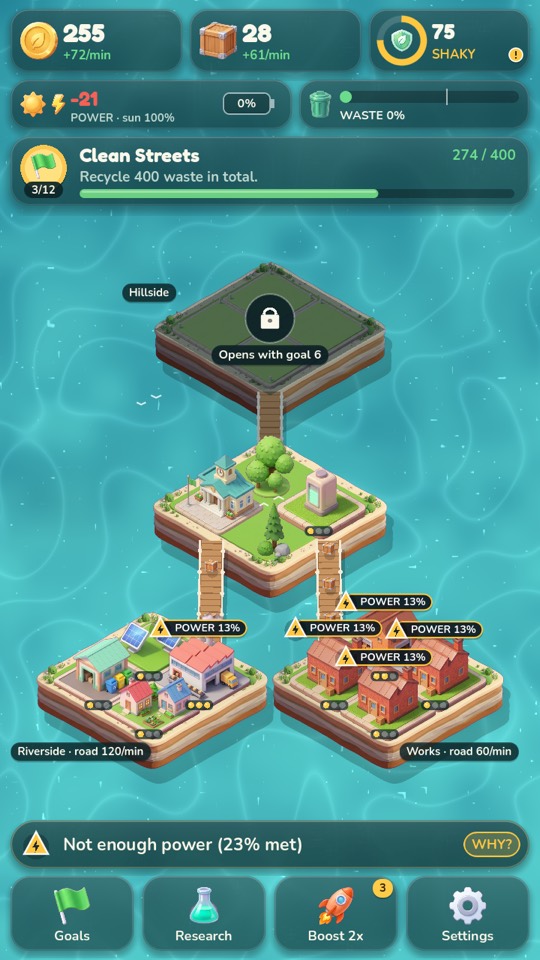 255
+72/min
28
+61/min
75
SHAKY
-21
POWER · sun 100%
0%
WASTE 0%
Clean Streets
274 / 400
Recycle 400 waste in total.
3/12
Hillside
Opens with goal 6
POWER 13%
POWER 13%
POWER 13%
POWER 13%
POWER 13%
Riverside · road 120/min
Works · road 60/min
Not enough power (23% met)
WHY?
3
Goals
Research
Boost 2x
Settings